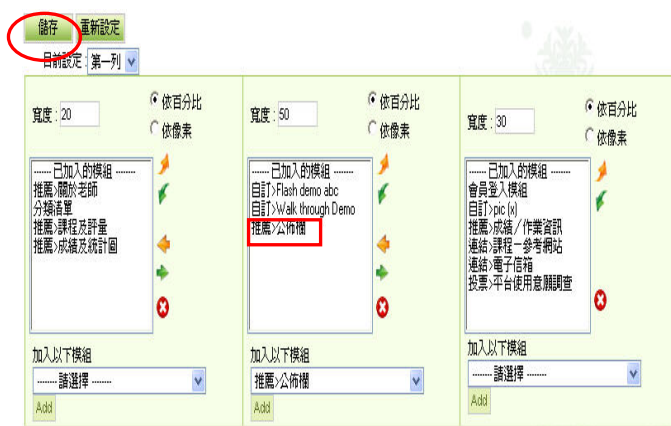 儲存 重新設定
目前設定: 第一列
寬度: 20
依百分比
依像素
------ 已加入的模組 --------
推薦>關於老師
分類清單
推薦>課程及評量
推薦>成績及統計圖
加入以下模組
-------- 請選擇 --------
Add
寬度: 50
依百分比
依像素
------ 已加入的模組 --------
自訂>Flash demo abc
自訂>Walk through Demo
推薦>公佈欄
加入以下模組
推薦>公佈欄
Add
寬度: 30
依百分比
依像素
------ 已加入的模組 --------
會員登入模組
自訂>pic (x)
推薦>成績/作業資訊
連結>課程－參考網站
連結>電子信箱
投票>平台使用意願調查
加入以下模組
-------- 請選擇 --------
Add